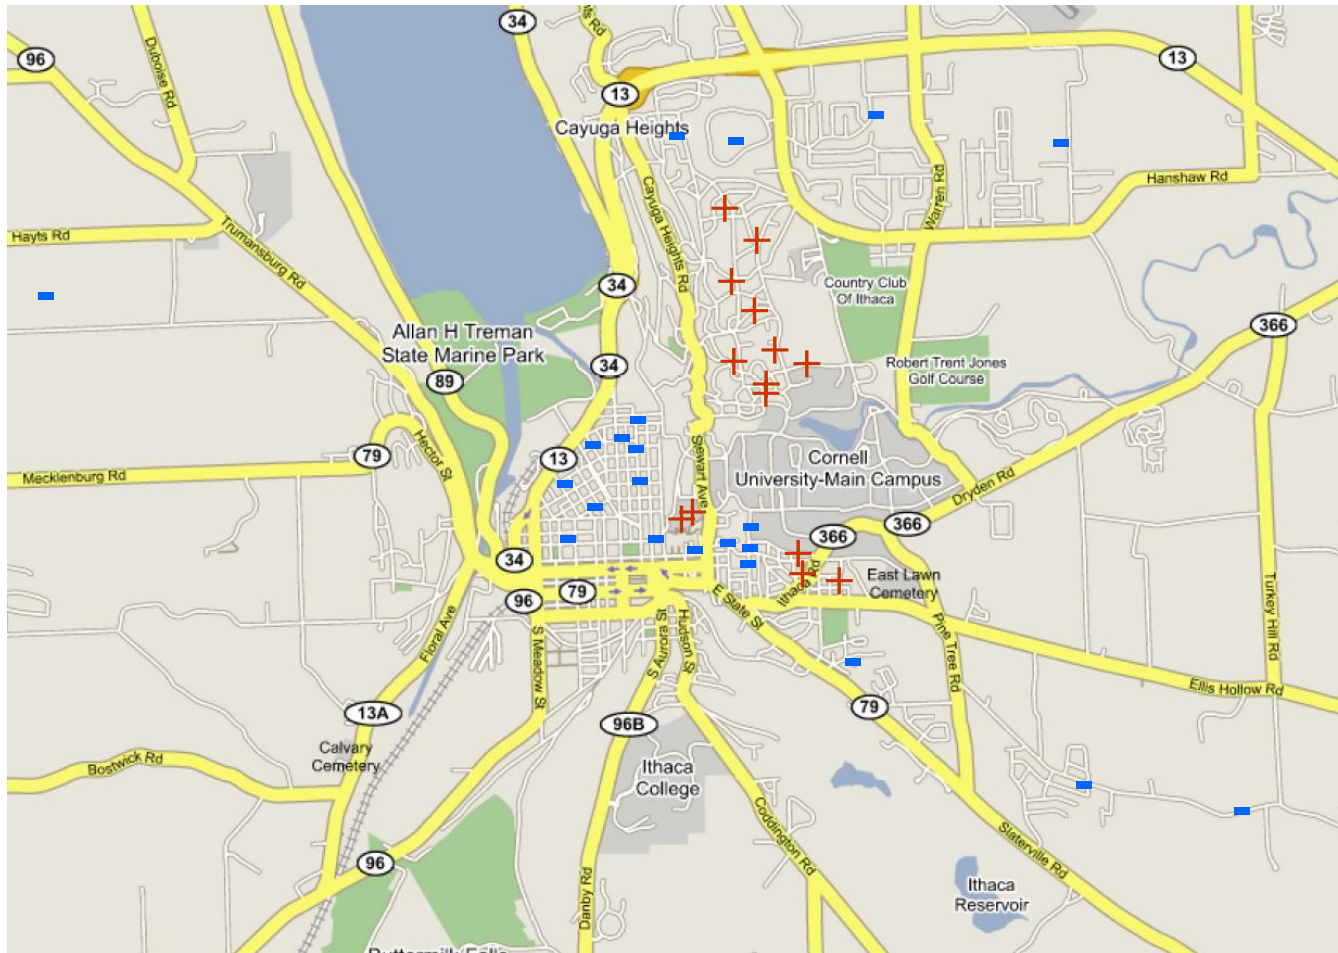 34
96
Duboise Rd
13
13
Cayuga Heights
Hanshaw Rd
Warren Rd
Cayuga Heights Rd
Hayts Rd
Trumansburg Rd
34
Country Club
Of Ithaca
366
Allan H Treman
State Marine Park
34
Robert Trent Jones
Golf Course
89
Hector St
79
13
Stewart Ave
Cornell
University-Main Campus
Mecklenburg Rd
Dryden Rd
366
366
34
East Lawn
Cemetery
Ithaca Rd
79
96
E State St
Floral Ave
S Meadow St
S Aurora St
Hudson St
Pine Tree Rd
Turkey Hill Rd
Ellis Hollow Rd
13A
79
96B
Calvary
Cemetery
Bostwick Rd
Ithaca
College
Coddington Rd
Slaterville Rd
96
Danby Rd
Ithaca
Reservoir
Buttermilk Falls